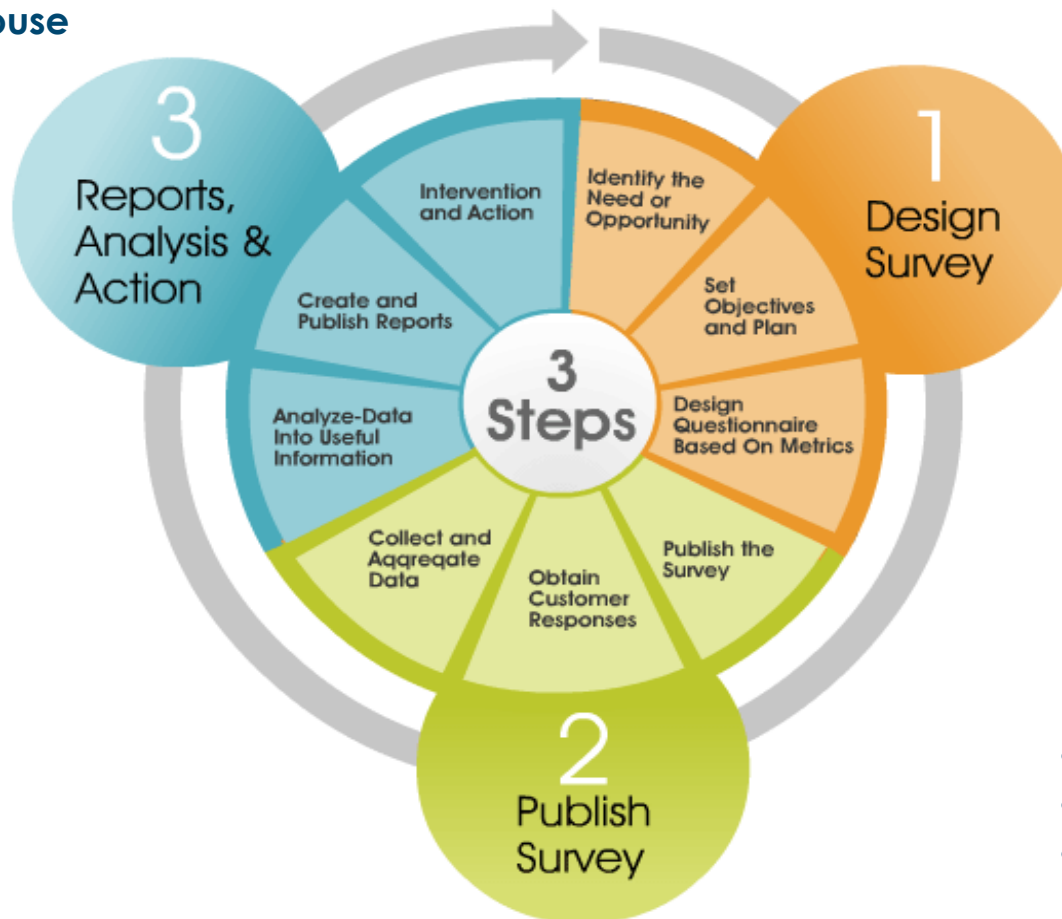 ouse
3
Reports,
Analysis &
Action
1
Design
Survey
2
Publish
Survey
3
Steps
Identify the
Need or
Opportunity
Set
Objectives
and Plan
Design
Questionnaire
Based On Metrics
Publish the
Survey
Obtain
Customer
Responses
Collect and
Aqqreqate
Data
Analyze-Data
Into Useful
Information
Create and
Publish Reports
Intervention
and Action